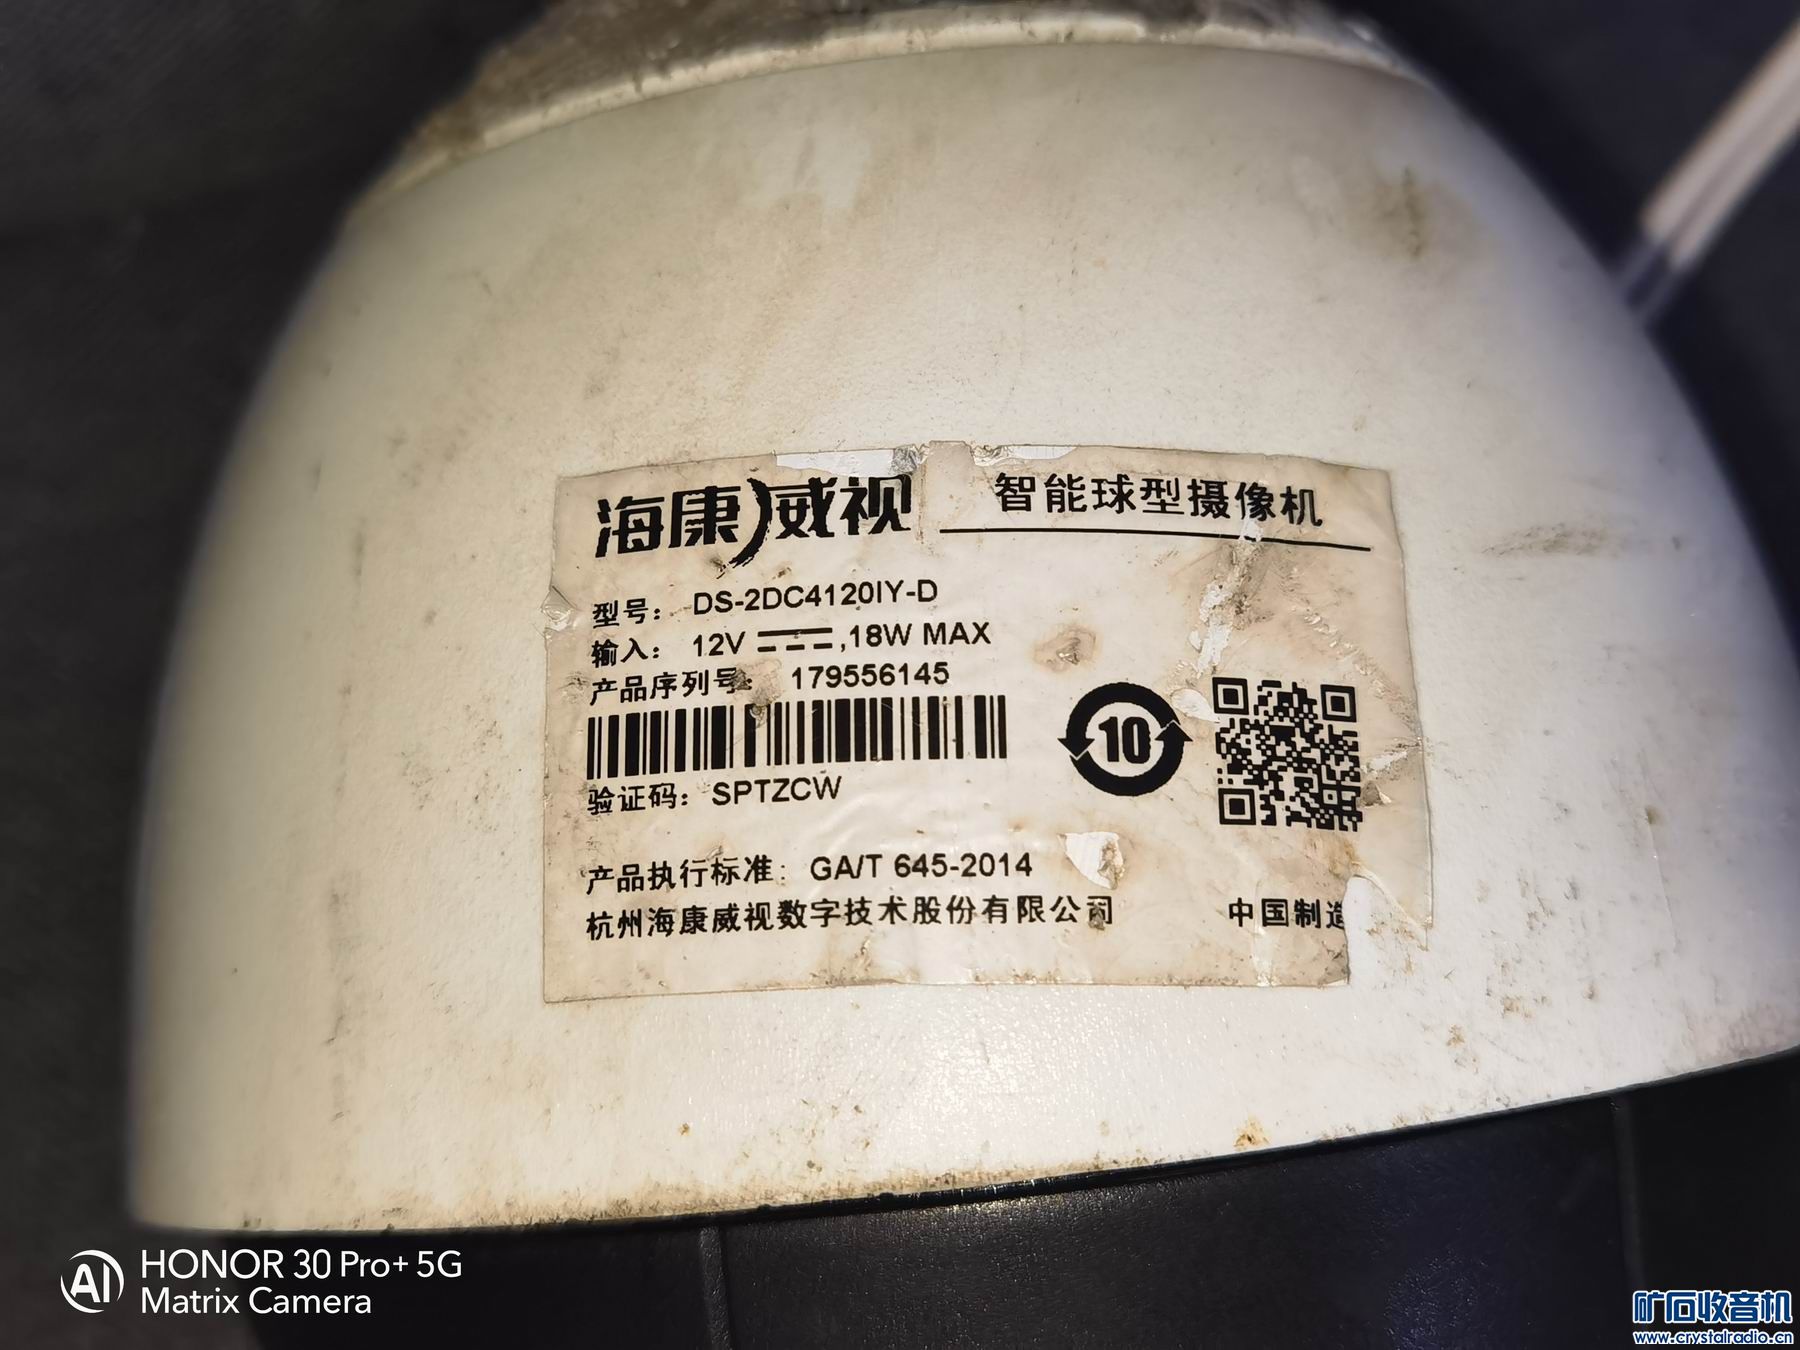 海康威视
智能球型摄像机
型号： DS-2DC4120IY-D
输入： 12V ,18W MAX
产品序列号： 179556145
10
验证码： SPTZCW
产品执行标准： GA/T 645-2014
杭州海康威视数字技术股份有限公司
中国制造
AI HONOR 30 Pro+ 5G
Matrix Camera
矿石收音机
www.crystalradio.cn